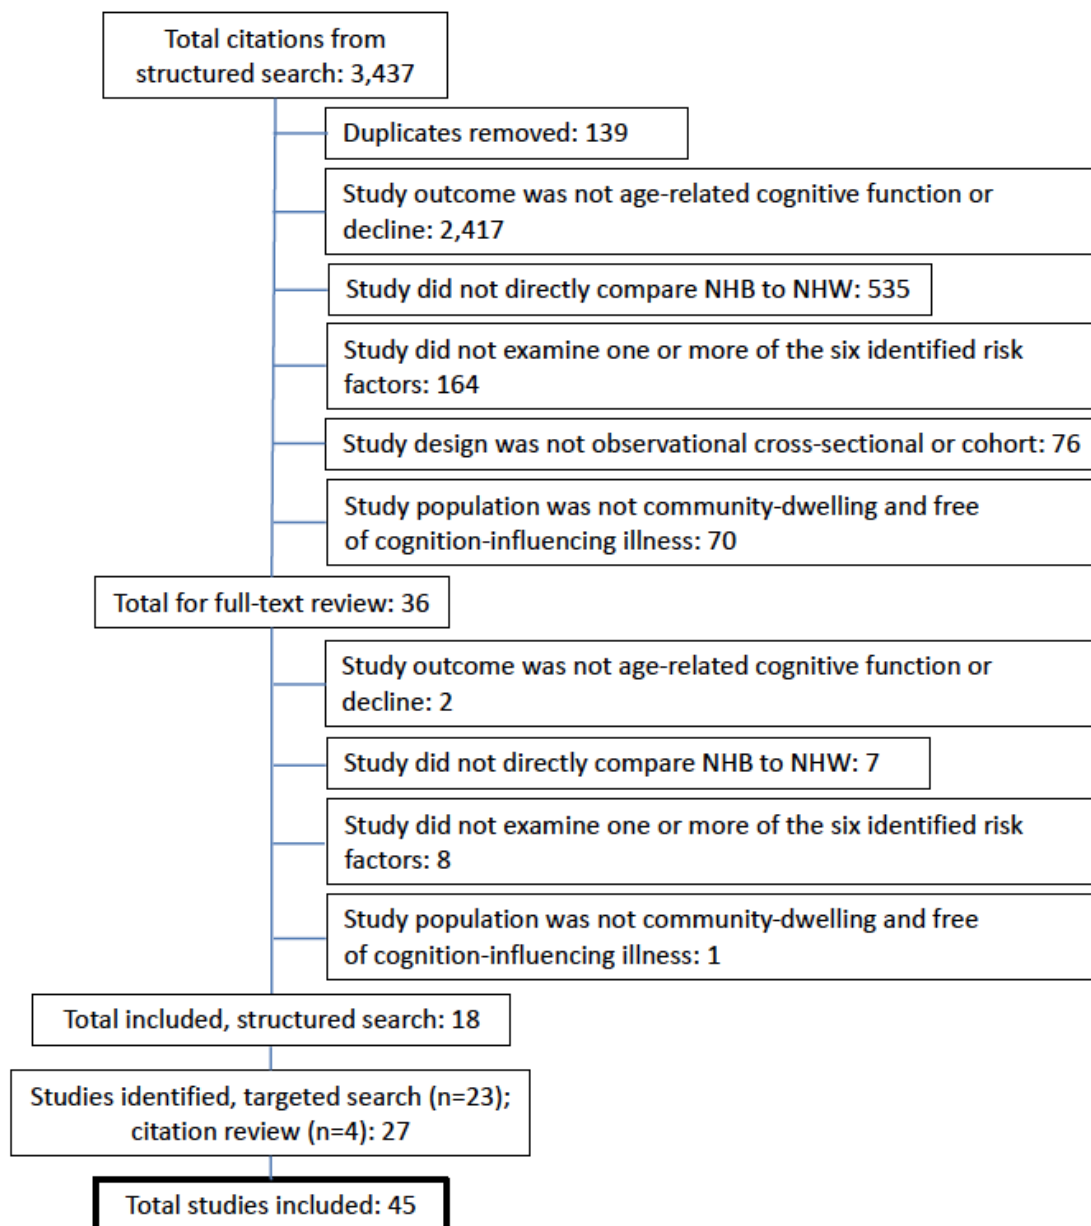 Total citations from
structured search: 3,437
Duplicates removed: 139
Study outcome was not age-related cognitive function or
decline: 2,417
Study did not directly compare NHB to NHW: 535
Study did not examine one or more of the six identified risk
factors: 164
Study design was not observational cross-sectional or cohort: 76
Study population was not community-dwelling and free
of cognition-influencing illness: 70
Total for full-text review: 36
Study outcome was not age-related cognitive function or
decline: 2
Study did not directly compare NHB to NHW: 7
Study did not examine one or more of the six identified risk
factors: 8
Study population was not community-dwelling and free
of cognition-influencing illness: 1
Total included, structured search: 18
Studies identified, targeted search (n=23);
citation review (n=4): 27
Total studies included: 45